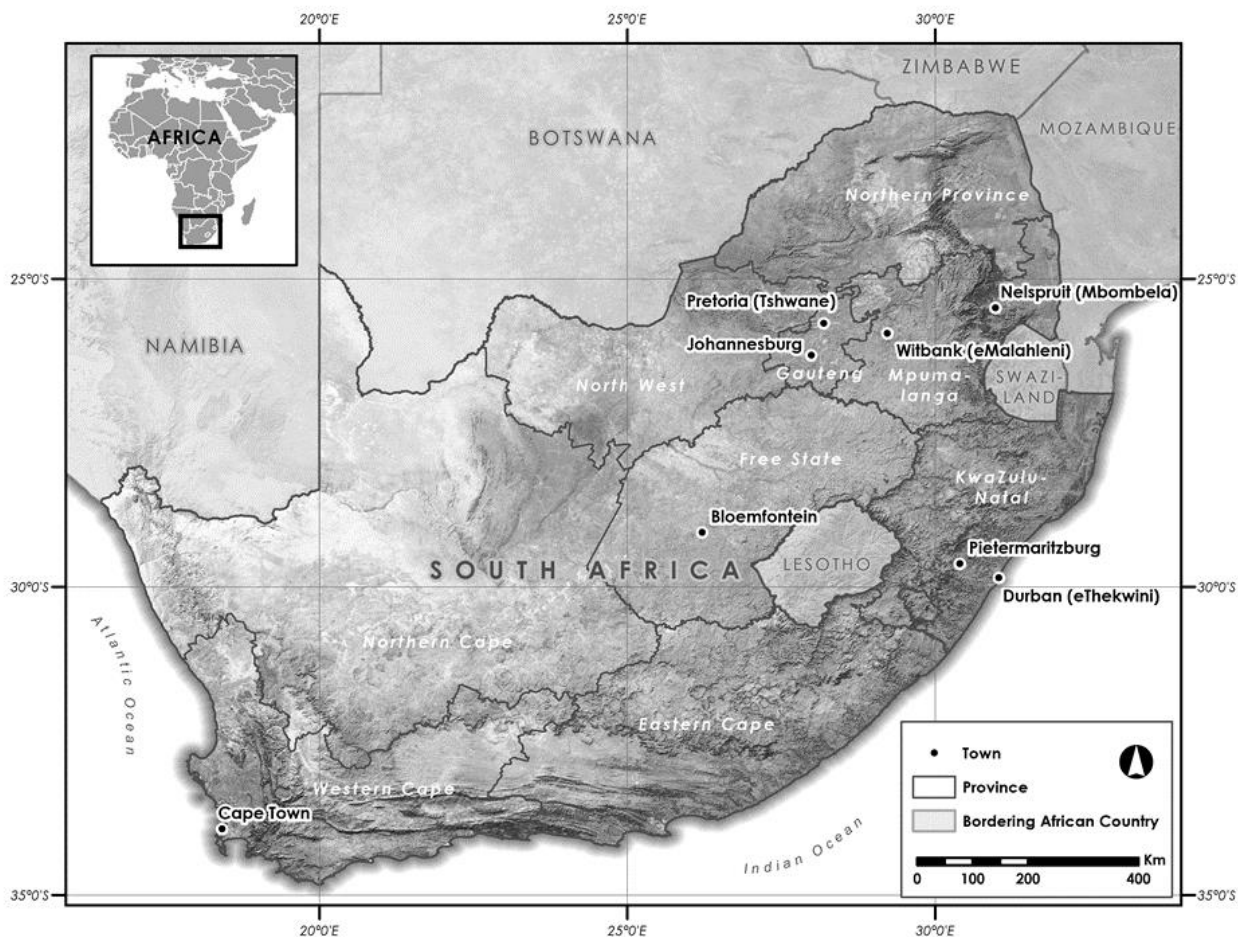 20°0'E
25°0'E
30°0'E
ZIMBABWE
AFRICA
BOTSWANA
MOZAMBIQUE
Northern Province
25°0'S
25°0'S
Nelspruit (Mbombela)
Pretoria (Tshwane)
NAMIBIA
Johannesburg
Witbank (eMalahleni)
Gauteng
North West
Mpuma-
langa
SWAZI-
LAND
Free State
KwaZulu-
Natal
Bloemfontein
Pietermaritzburg
SOUTH AFRICA
LESOTHO
30°0'S
30°0'S
Durban (eThekwini)
Atlantic Ocean
Northern Cape
Eastern Cape
Western Cape
Cape Town
Indian Ocean
Town
Province
Bordering African Country
Km
0 100 200 400
35°0'S
35°0'S
20°0'E
25°0'E
30°0'E